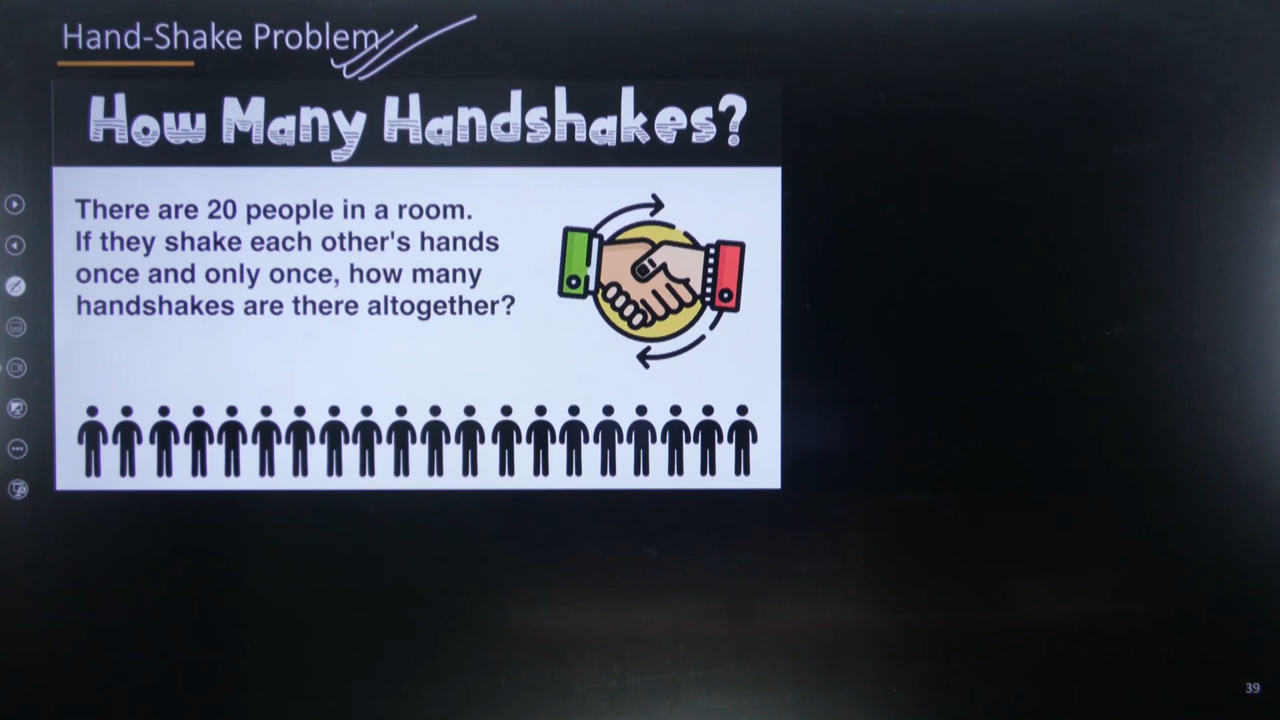 Hand-Shake Problem
How Many Handshakes?
There are 20 people in a room.
If they shake each other's hands
once and only once, how many
handshakes are there altogether?
39